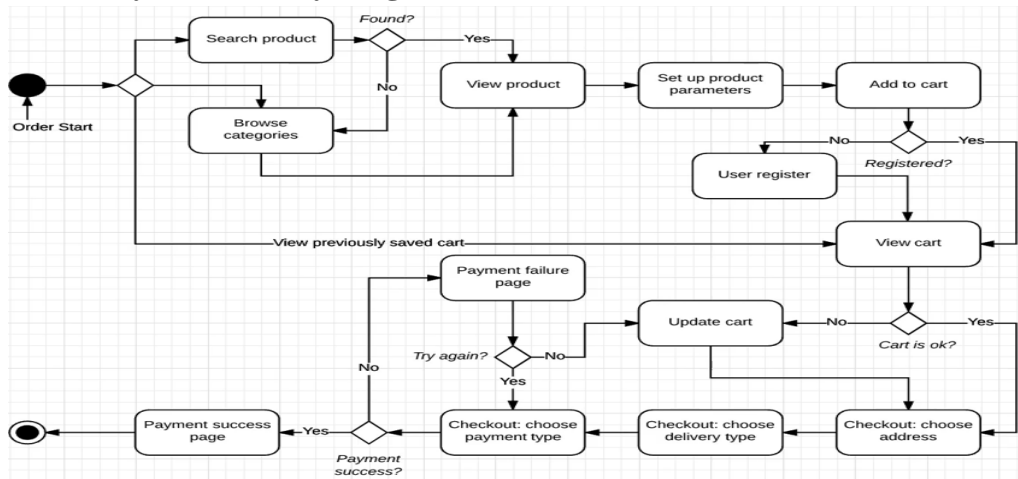 Found?
Search product
Yes
No
View product
Set up product
parameters
Add to cart
Order Start
Browse
categories
No
Yes
Registered?
User register
View previously saved cart
View cart
Payment failure
page
Update cart
No
Yes
Cart is ok?
Try again?
No
Yes
No
Payment success
page
Yes
Payment
success?
Checkout: choose
payment type
Checkout: choose
delivery type
Checkout: choose
address